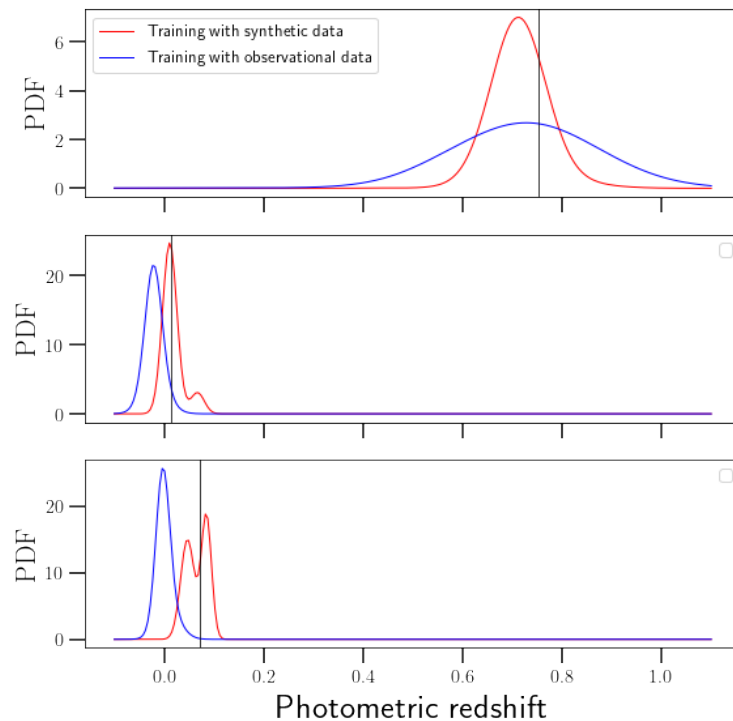 Training with synthetic data
Training with observational data
PDF
6
4
2
0
PDF
20
10
0
PDF
20
10
0
0.0 0.2 0.4 0.6 0.8 1.0
Photometric redshift